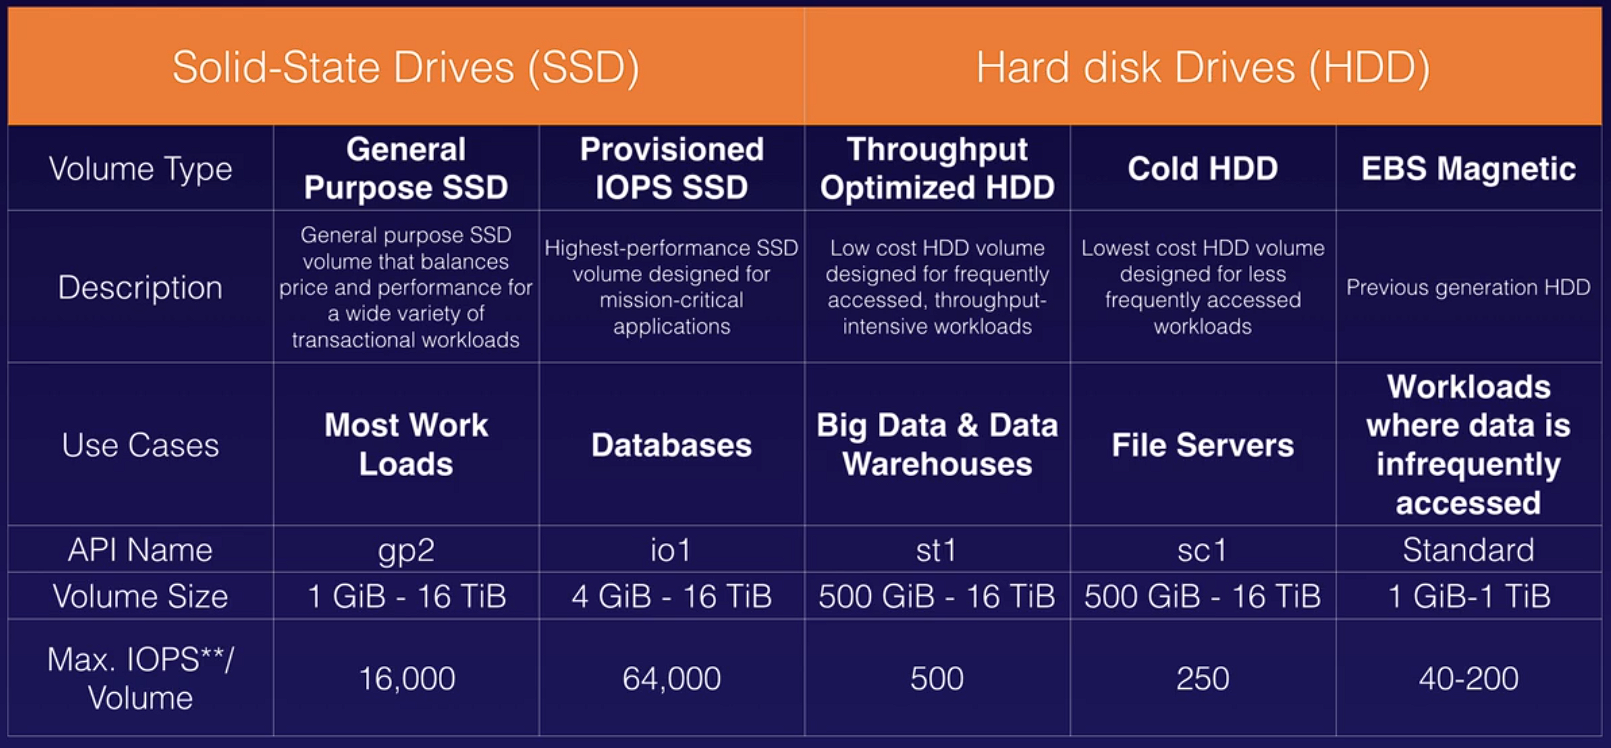 Solid-State Drives (SSD)
Hard disk Drives (HDD)
Volume Type
General
Purpose SSD
Provisioned
IOPS SSD
Throughput
Optimized HDD
Cold HDD
EBS Magnetic
Description
General purpose SSD
volume that balances
price and performance for
a wide variety of
transactional workloads
Highest-performance SSD
volume designed for
mission-critical
applications
Low cost HDD volume
designed for frequently
accessed, throughput-
intensive workloads
Lowest cost HDD volume
designed for less
frequently accessed
workloads
Previous generation HDD
Use Cases
Most Work
Loads
Databases
Big Data & Data
Warehouses
File Servers
Workloads
where data is
infrequently
accessed
API Name
gp2
io1
st1
sc1
Standard
Volume Size
1 GiB - 16 TiB
4 GiB - 16 TiB
500 GiB - 16 TiB
500 GiB - 16 TiB
1 GiB-1 TiB
Max. IOPS**/
Volume
16,000
64,000
500
250
40-200